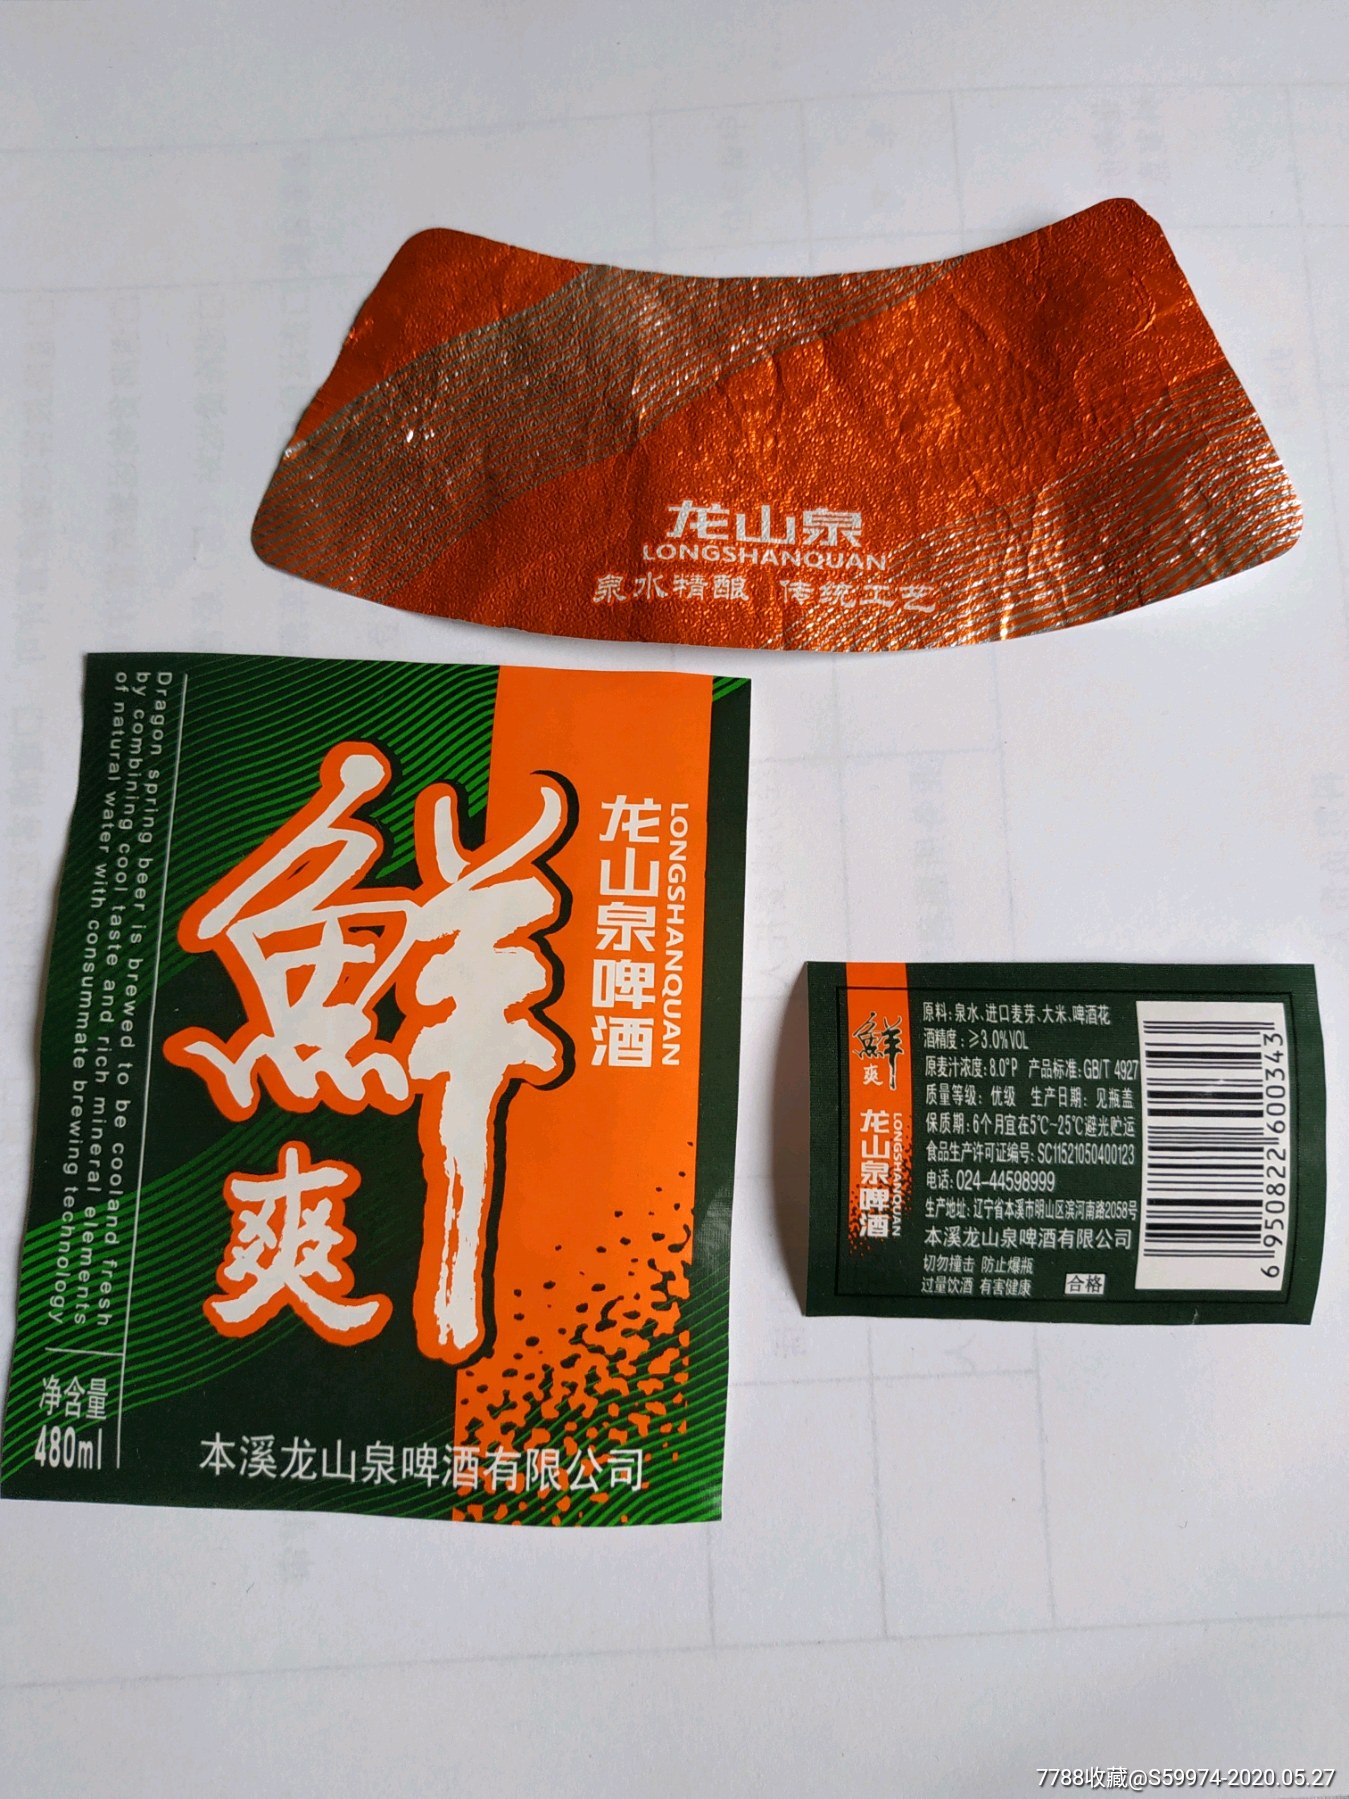 龙山泉
LONGSHANQUAN
泉水精酿 传统工艺
LONGSHANQUAN
龙山泉啤酒
鮮
爽
Dragon spring beer is brewed to be cooland fresh
by combining cool taste and rich mineral elements
of natural water with consummate brewing technology
净含量
480ml
本溪龙山泉啤酒有限公司
鮮
爽
LONGSHANQUAN
龙山泉啤酒
原料:泉水、进口麦芽、大米、啤酒花
酒精度:≥3.0%VOL
原麦汁浓度:8.0°P 产品标准:GB/T 4927
质量等级:优级 生产日期:见瓶盖
保质期:6个月宜在5℃-25℃避光贮运
食品生产许可证编号:SC11521050400123
电话:024-44598999
生产地址:辽宁省本溪市明山区滨河南路205B号
本溪龙山泉啤酒有限公司
切勿撞击 防止爆瓶
过量饮酒 有害健康
合格
6950822600343
7788收藏@S59974-2020.05.27